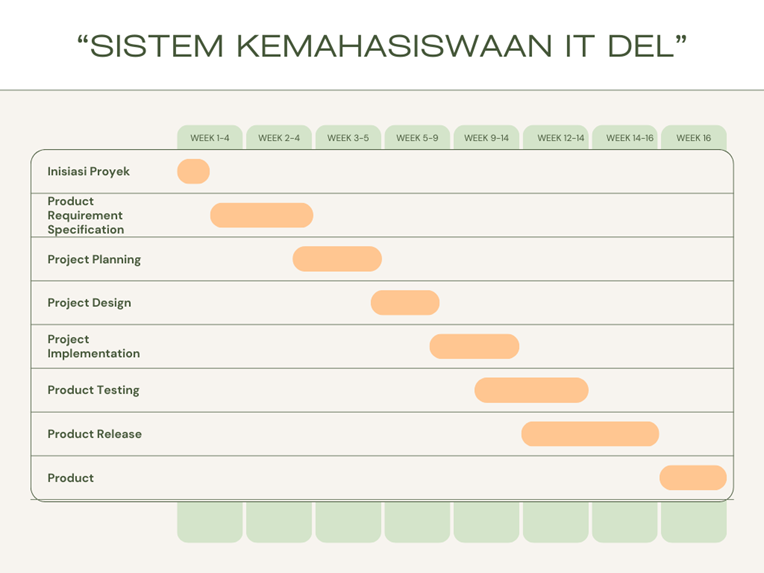 “SISTEM KEMAHASISWAAN IT DEL”
WEEK 1-4 WEEK 2-4 WEEK 3-5 WEEK 5-9 WEEK 9-14 WEEK 12-14 WEEK 14-16 WEEK 16
Inisiasi Proyek
Product
Requirement
Specification
Project Planning
Project Design
Project
Implementation
Product Testing
Product Release
Product